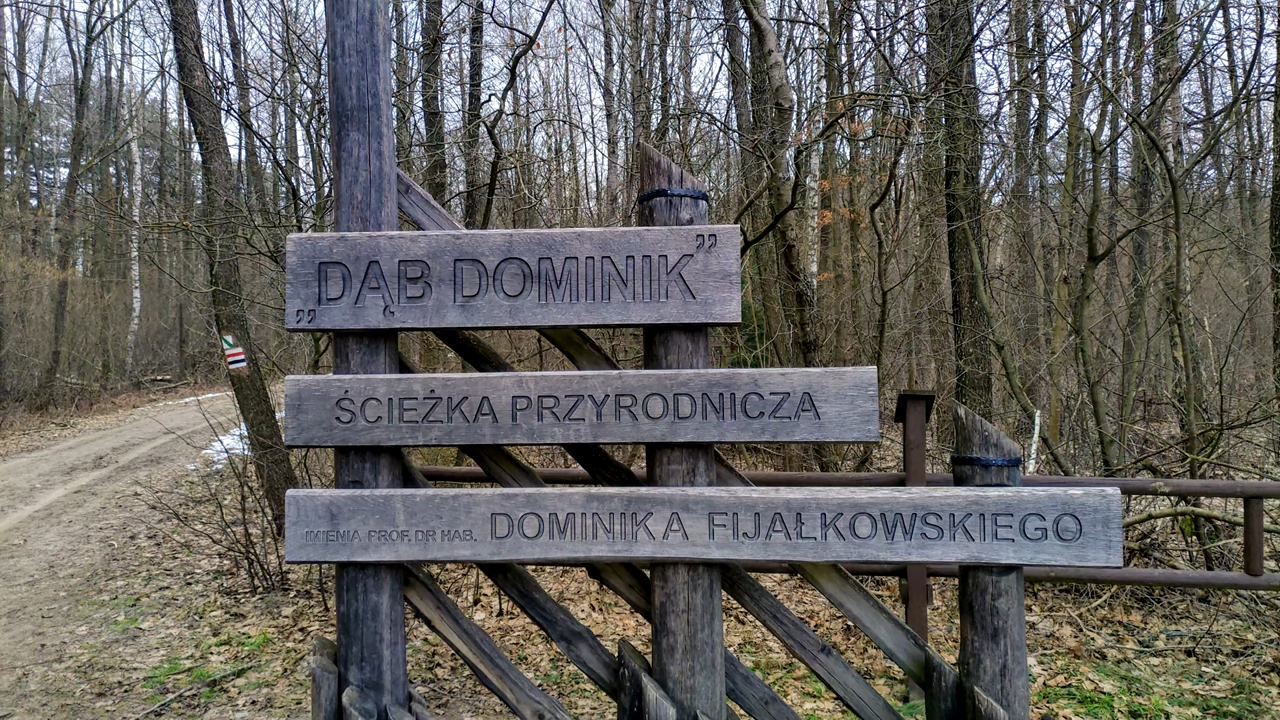 „DĄB DOMINIK”
ŚCIEŻKA PRZYRODNICZA
IMIENIA PROF. DR HAB. DOMINIKA FIJAŁKOWSKIEGO